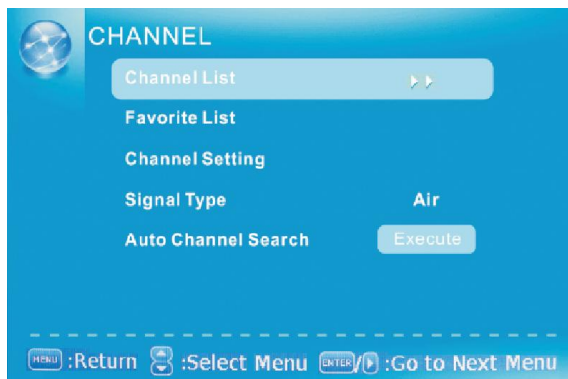 CHANNEL
Channel List
Favorite List
Channel Setting
Signal Type Air
Auto Channel Search Execute
MENU :Return :Select Menu ENTER/ :Go to Next Menu